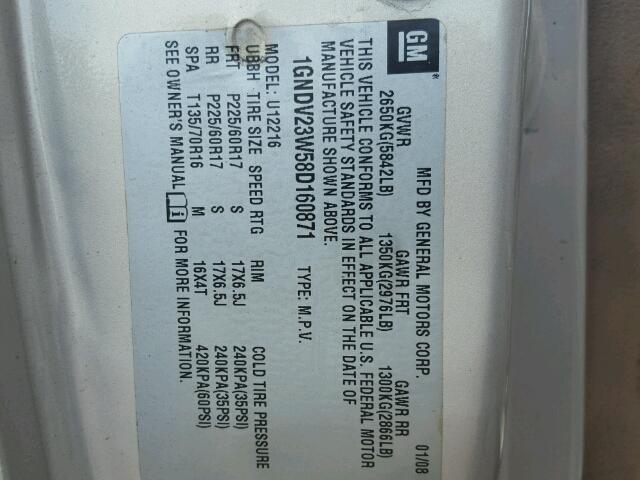 GM ®
MFD BY GENERAL MOTORS CORP. 01/08
GVWR GAWR FRT GAWR RR
2650KG(5842LB) 1350KG(2976LB) 1300KG(2866LB)
THIS VEHICLE CONFORMS TO ALL APPLICABLE U.S. FEDERAL MOTOR
VEHICLE SAFETY STANDARDS IN EFFECT ON THE DATE OF
MANUFACTURE SHOWN ABOVE.
1GNDV23W58D160871 TYPE: M.P.V.
MODEL: U12216
UBBH TIRE SIZE SPEED RTG RIM COLD TIRE PRESSURE
FRT P225/60R17 S 17X6.5J 240KPA(35PSI)
RR P225/60R17 S 17X6.5J 240KPA(35PSI)
SPA T135/70R16 M 16X4T 420KPA(60PSI)
SEE OWNER'S MANUAL FOR MORE INFORMATION.